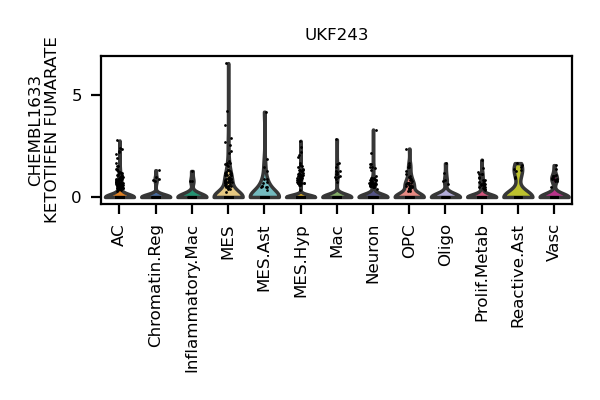 UKF243
CHEMBL1633
KETOTIFEN FUMARATE
5
0
AC
Chromatin.Reg
Inflammatory.Mac
MES
MES.Ast
MES.Hyp
Mac
Neuron
OPC
Oligo
Prolif.Metab
Reactive.Ast
Vasc